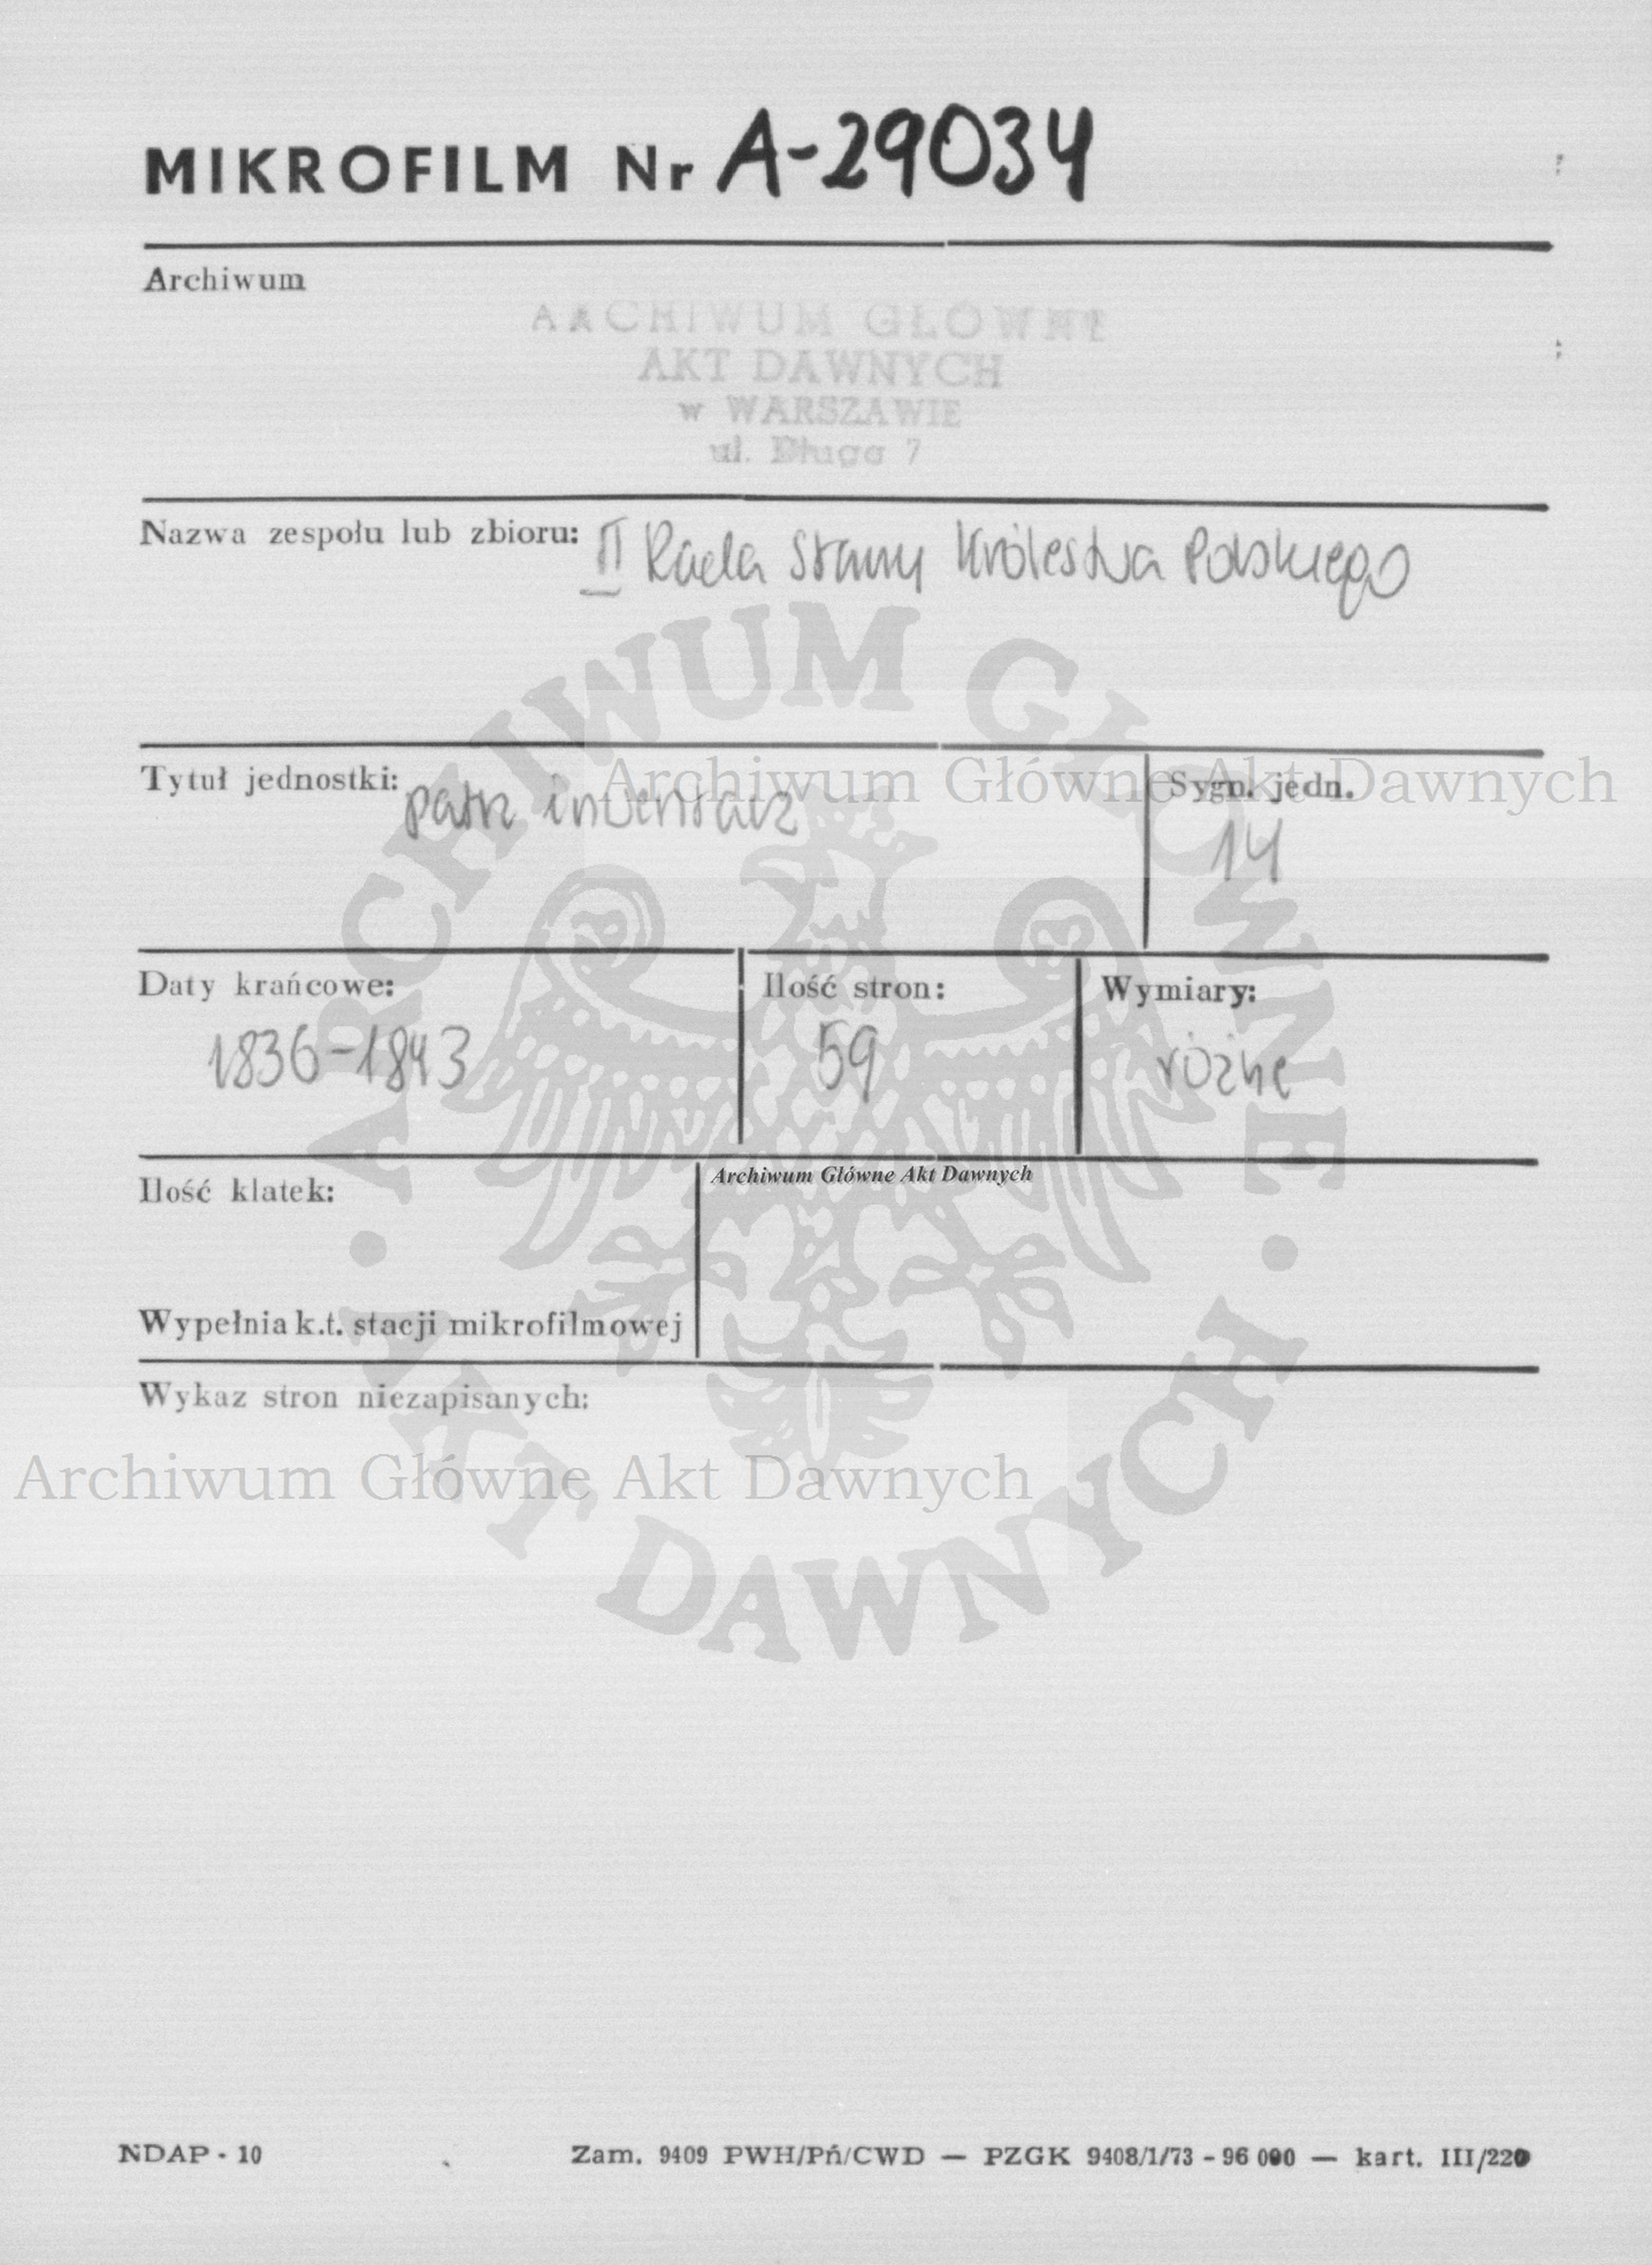 MIKROFILM Nr A-29034
Archiwum
ARCHIWUM GŁÓWNE
AKT DAWNYCH
w WARSZAWIE
ul. Długa 7
Nazwa zespołu lub zbioru: II Rada Stanu Królestwa Polskiego
ARCHIWUM GŁÓWNE
Archiwum Główne Akt Dawnych
Tytuł jednostki: patrz inwentarz
Sygn. jedn.
14
Daty krańcowe:
1836-1843
Ilość stron:
59
Wymiary:
różne
Archiwum Główne Akt Dawnych
Ilość klatek:
Wypełnia k.t. stacji mikrofilmowej
Wykaz stron niezapisanych:
Archiwum Główne Akt Dawnych
AKT DAWNYCH
NDAP - 10
Zam. 9409 PWH/Pń/CWD — PZGK 9408/1/73 - 96 000 — kart. III/220